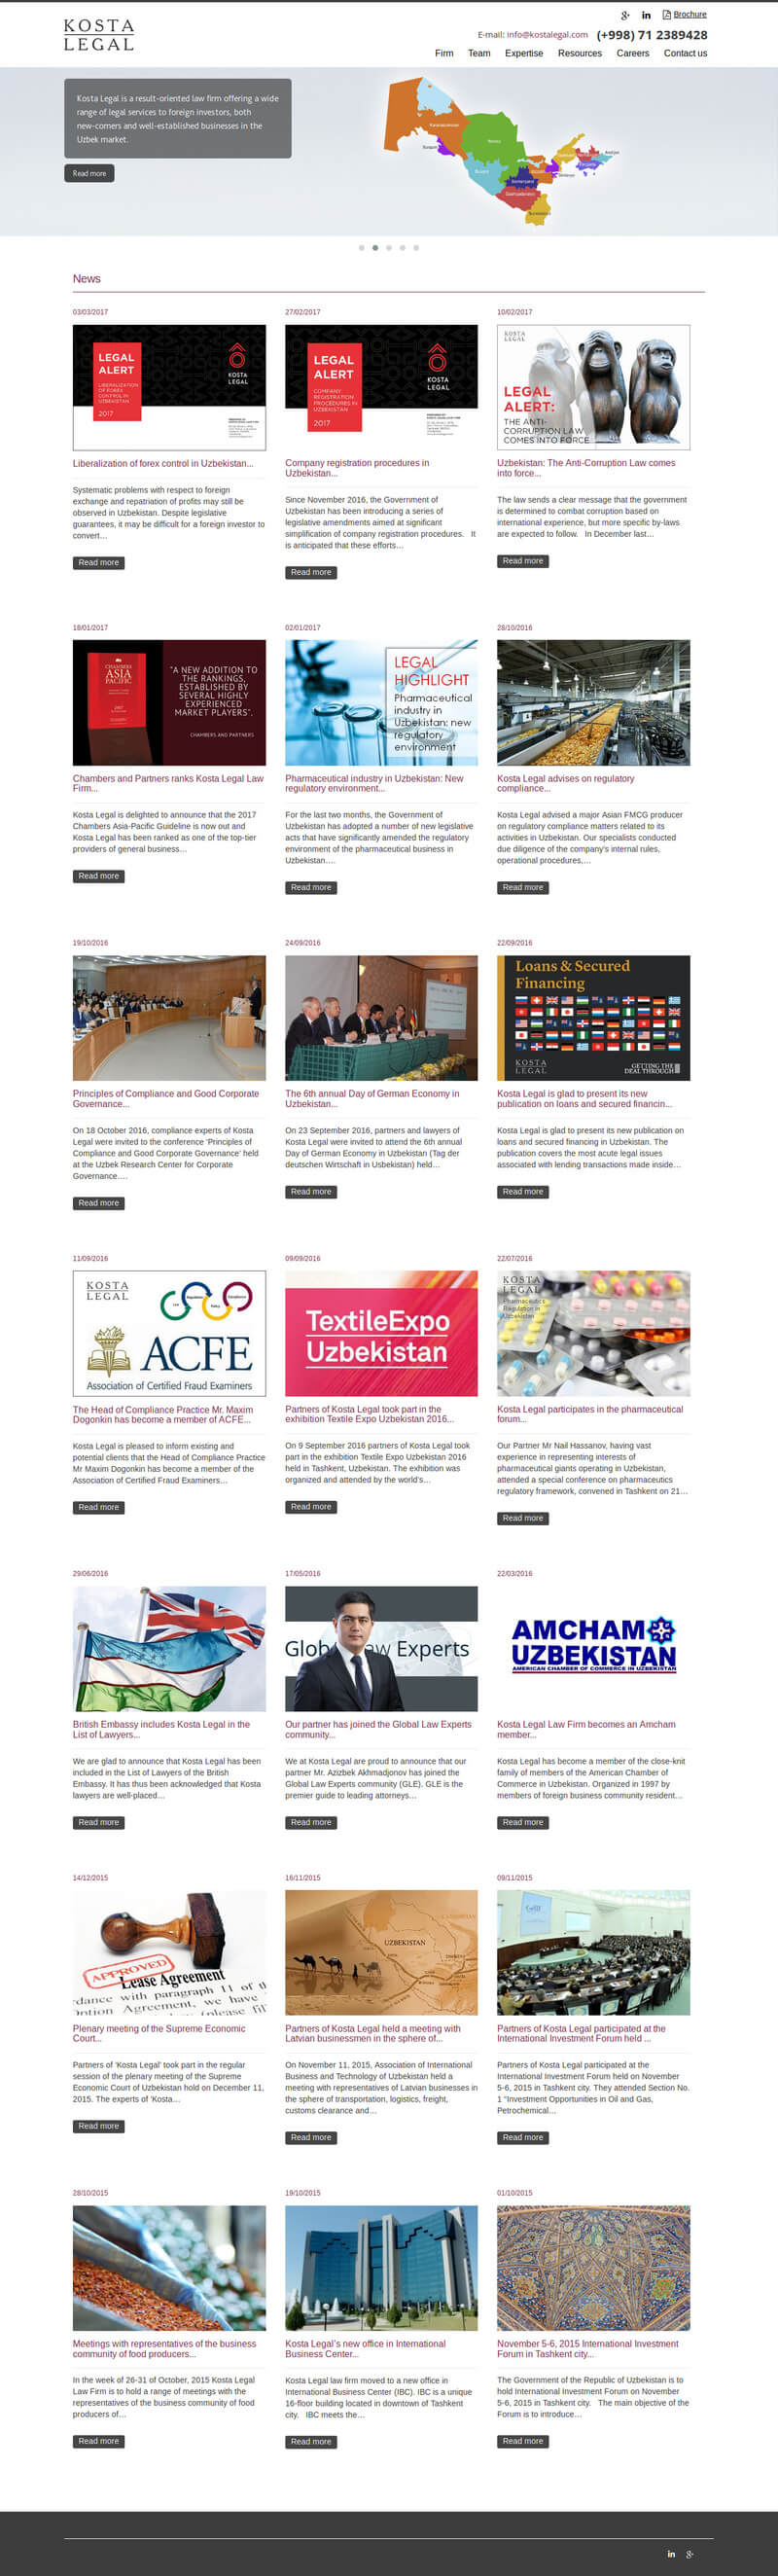 KOSTA
LEGAL
Brochure
E-mail: info@kostalegal.com (+998) 71 2389428
Firm Team Expertise Resources Careers Contact us
Kosta Legal is a result-oriented law firm offering a wide
range of legal services to foreign investors, both
new-comers and well-established businesses in the
Uzbek market.
Read more
News
03/03/2017
LEGAL
ALERT
LIBERALIZATION
OF FOREX
CONTROL IN
UZBEKISTAN
2017
KOSTA
LEGAL
Liberalization of forex control in Uzbekistan...
Systematic problems with respect to foreign
exchange and repatriation of profits may still be
observed in Uzbekistan. Despite legislative
guarantees, it may be difficult for a foreign investor to
convert…
Read more
27/02/2017
LEGAL
ALERT
COMPANY
REGISTRATION
PROCEDURES IN
UZBEKISTAN
2017
KOSTA
LEGAL
Company registration procedures in
Uzbekistan...
Since November 2016, the Government of
Uzbekistan has been introducing a series of
legislative amendments aimed at significant
simplification of company registration procedures. It
is anticipated that these efforts…
Read more
10/02/2017
KOSTA
LEGAL
LEGAL
ALERT:
THE ANTI-
CORRUPTION LAW
COMES INTO FORCE
Uzbekistan: The Anti-Corruption Law comes
into force...
The law sends a clear message that the government
is determined to combat corruption based on
international experience, but more specific by-laws
are expected to follow. In December last…
Read more
18/01/2017
CHAMBERS
ASIA
PACIFIC
2017
"A NEW ADDITION TO
THE RANKINGS,
ESTABLISHED BY
SEVERAL HIGHLY
EXPERIENCED
MARKET PLAYERS".
CHAMBERS AND PARTNERS
Chambers and Partners ranks Kosta Legal Law
Firm...
Kosta Legal is delighted to announce that the 2017
Chambers Asia-Pacific Guideline is now out and
Kosta Legal has been ranked as one of the top-tier
providers of general business…
Read more
02/01/2017
LEGAL
HIGHLIGHT
Pharmaceutical
industry in
Uzbekistan: new
regulatory
environment
Pharmaceutical industry in Uzbekistan: New
regulatory environment...
For the last two months, the Government of
Uzbekistan has adopted a number of new legislative
acts that have significantly amended the regulatory
environment of the pharmaceutical business in
Uzbekistan.…
Read more
28/10/2016
Kosta Legal advises on regulatory
compliance...
Kosta Legal advised a major Asian FMCG producer
on regulatory compliance matters related to its
activities in Uzbekistan. Our specialists conducted
due diligence of the company's internal rules,
operational procedures,…
Read more
19/10/2016
Principles of Compliance and Good Corporate
Governance...
On 18 October 2016, compliance experts of Kosta
Legal were invited to the conference 'Principles of
Compliance and Good Corporate Governance' held
at the Uzbek Research Center for Corporate
Governance.…
Read more
24/09/2016
The 6th annual Day of German Economy in
Uzbekistan...
On 23 September 2016, partners and lawyers of
Kosta Legal were invited to attend the 6th annual
Day of German Economy in Uzbekistan (Tag der
deutschen Wirtschaft in Usbekistan) held…
Read more
22/09/2016
Loans & Secured
Financing
KOSTA
LEGAL
GETTING THE
DEAL THROUGH
Kosta Legal is glad to present its new
publication on loans and secured financin...
Kosta Legal is glad to present its new publication on
loans and secured financing in Uzbekistan. The
publication covers the most acute legal issues
associated with lending transactions made inside…
Read more
11/09/2016
KOSTA
LEGAL
ACFE
Association of Certified Fraud Examiners
The Head of Compliance Practice Mr. Maxim
Dogonkin has become a member of ACFE...
Kosta Legal is pleased to inform existing and
potential clients that the Head of Compliance Practice
Mr Maxim Dogonkin has become a member of the
Association of Certified Fraud Examiners…
Read more
09/09/2016
TextileExpo
Uzbekistan
Partners of Kosta Legal took part in the
exhibition Textile Expo Uzbekistan 2016...
On 9 September 2016 partners of Kosta Legal took
part in the exhibition Textile Expo Uzbekistan 2016
held in Tashkent, Uzbekistan. The exhibition was
organized and attended by the world's…
Read more
22/07/2016
KOSTA
LEGAL
Pharmaceutics
Regulation in
Uzbekistan
Kosta Legal participates in the pharmaceutical
forum...
Our Partner Mr Nail Hassanov, having vast
experience in representing interests of
pharmaceutical giants operating in Uzbekistan,
attended a special conference on pharmaceutics
regulatory framework, convened in Tashkent on 21…
Read more
29/06/2016
British Embassy includes Kosta Legal in the
List of Lawyers...
We are glad to announce that Kosta Legal has been
included in the List of Lawyers of the British
Embassy. It has thus been acknowledged that Kosta
lawyers are well-placed…
Read more
17/05/2016
Experts
Our partner has joined the Global Law Experts
community...
We at Kosta Legal are proud to announce that our
partner Mr. Azizbek Akhmadjonov has joined the
Global Law Experts community (GLE). GLE is the
premier guide to leading attorneys…
Read more
22/03/2016
AMCHAM
UZBEKISTAN
AMERICAN CHAMBER OF COMMERCE IN UZBEKISTAN
Kosta Legal Law Firm becomes an Amcham
member...
Kosta Legal has become a member of the close-knit
family of members of the American Chamber of
Commerce in Uzbekistan. Organized in 1997 by
members of foreign business community resident…
Read more
14/12/2015
APPROVED
Lease Agreement
dance with paragraph 11 of
Agreement, we have
Plenary meeting of the Supreme Economic
Court...
Partners of 'Kosta Legal' took part in the regular
session of the plenary meeting of the Supreme
Economic Court of Uzbekistan hold on December 11,
2015. The experts of 'Kosta…
Read more
16/11/2015
UZBEKISTAN
Partners of Kosta Legal held a meeting with
Latvian businessmen in the sphere of...
On November 11, 2015, Association of International
Business and Technology of Uzbekistan held a
meeting with representatives of Latvian businesses in
the sphere of transportation, logistics, freight,
customs clearance and…
Read more
09/11/2015
Partners of Kosta Legal participated at the
International Investment Forum held ...
Partners of Kosta Legal participated at the
International Investment Forum held on November
5-6, 2015 in Tashkent city. They attended Section No.
1 "Investment Opportunities in Oil and Gas,
Petrochemical…
Read more
28/10/2015
Meetings with representatives of the business
community of food producers...
In the week of 26-31 of October, 2015 Kosta Legal
Law Firm is to hold a range of meetings with the
representatives of the business community of food
producers of…
Read more
19/10/2015
Kosta Legal's new office in International
Business Center...
Kosta Legal law firm moved to a new office in
International Business Center (IBC). IBC is a unique
16-floor building located in downtown of Tashkent
city. IBC meets the…
Read more
01/10/2015
November 5-6, 2015 International Investment
Forum in Tashkent city...
The Government of the Republic of Uzbekistan is to
hold International Investment Forum on November
5-6, 2015 in Tashkent city. The main objective of the
Forum is to introduce…
Read more